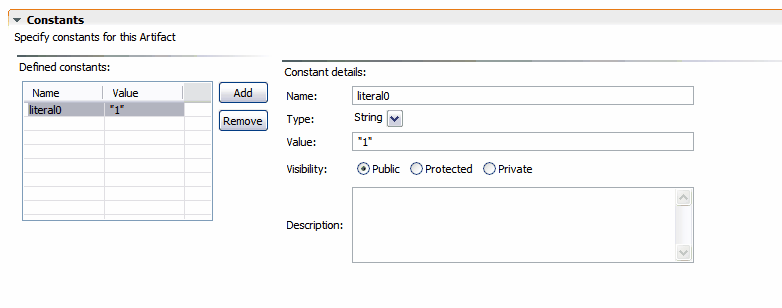 Constants
Specify constants for this Artifact
Defined constants:
Name Value
literal0 "1"
Add
Remove
Constant details:
Name: literal0
Type: String
Value: "1"
Visibility: Public Protected Private
Description: